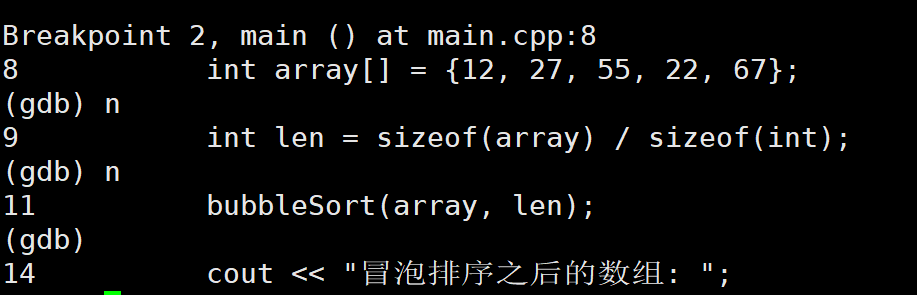 Breakpoint 2, main () at main.cpp:8
8           int array[] = {12, 27, 55, 22, 67};
(gdb) n
9           int len = sizeof(array) / sizeof(int);
(gdb) n
11          bubbleSort(array, len);
(gdb)
14          cout << "冒泡排序之后的数组: ";